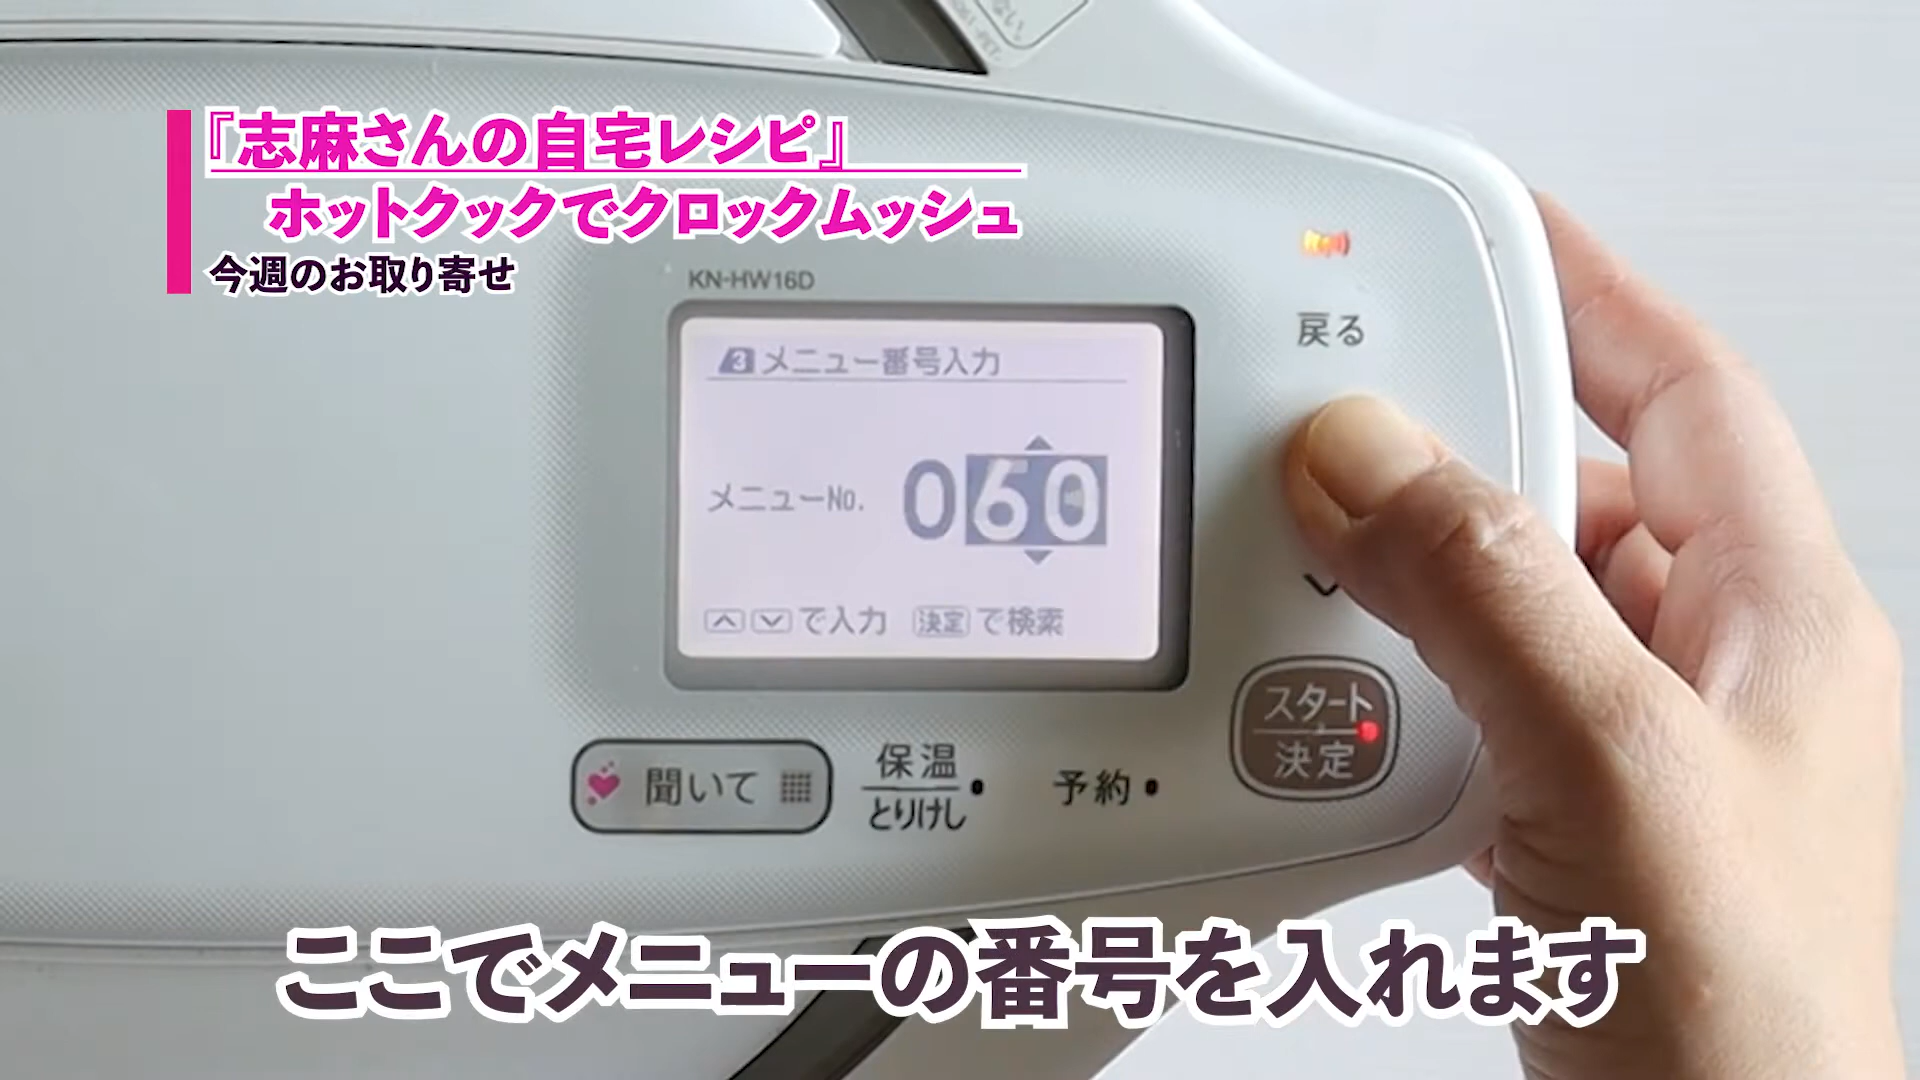 『志麻さんの自宅レシピ』
ホットクックでクロックムッシュ
今週のお取り寄せ
KN-HW16D
戻る
3 メニュー番号入力
メニューNo. 060
で入力 決定 で検索
スタート
決定
聞いて
保温
とりけし
予約
ここでメニューの番号を入れます